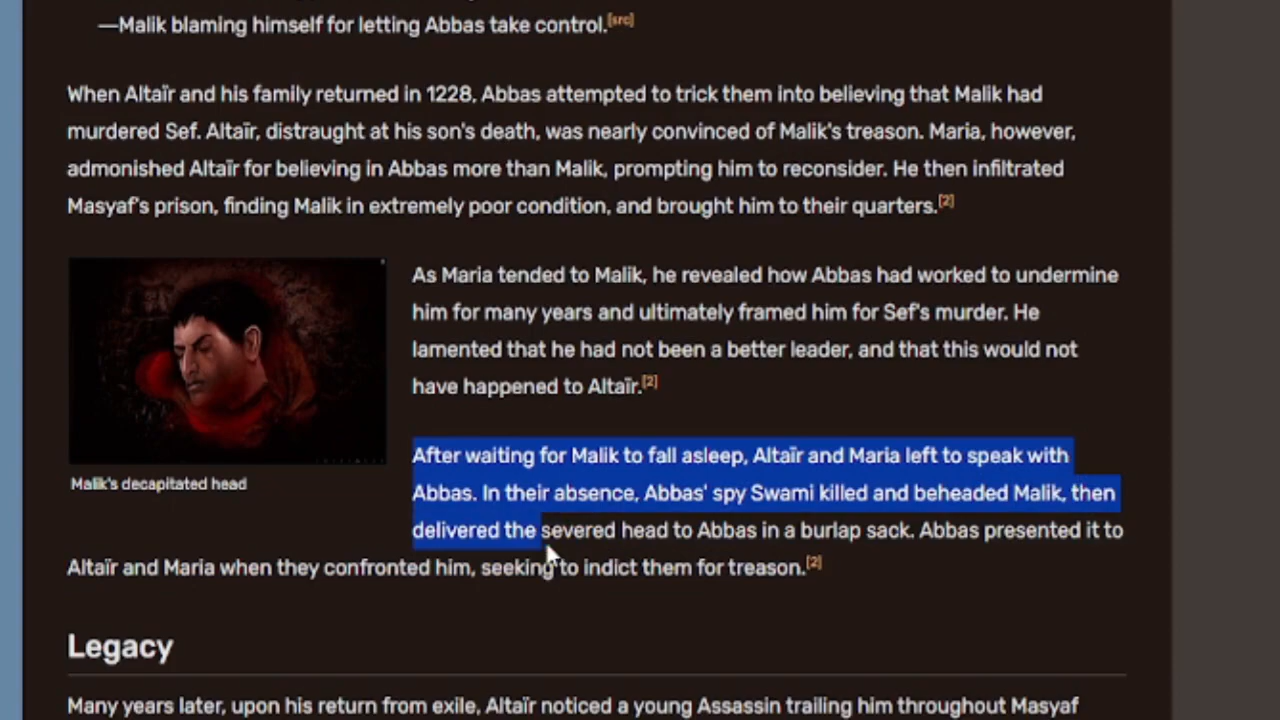 —Malik blaming himself for letting Abbas take control.[src]
When Altaïr and his family returned in 1228, Abbas attempted to trick them into believing that Malik had
murdered Sef. Altaïr, distraught at his son's death, was nearly convinced of Malik's treason. Maria, however,
admonished Altaïr for believing in Abbas more than Malik, prompting him to reconsider. He then infiltrated
Masyaf's prison, finding Malik in extremely poor condition, and brought him to their quarters.[2]
As Maria tended to Malik, he revealed how Abbas had worked to undermine
him for many years and ultimately framed him for Sef's murder. He
lamented that he had not been a better leader, and that this would not
have happened to Altaïr.[2]
Malik's decapitated head
After waiting for Malik to fall asleep, Altaïr and Maria left to speak with
Abbas. In their absence, Abbas' spy Swami killed and beheaded Malik, then
delivered the severed head to Abbas in a burlap sack. Abbas presented it to
Altaïr and Maria when they confronted him, seeking to indict them for treason.[2]
Legacy
Many years later, upon his return from exile, Altaïr noticed a young Assassin trailing him throughout Masyaf